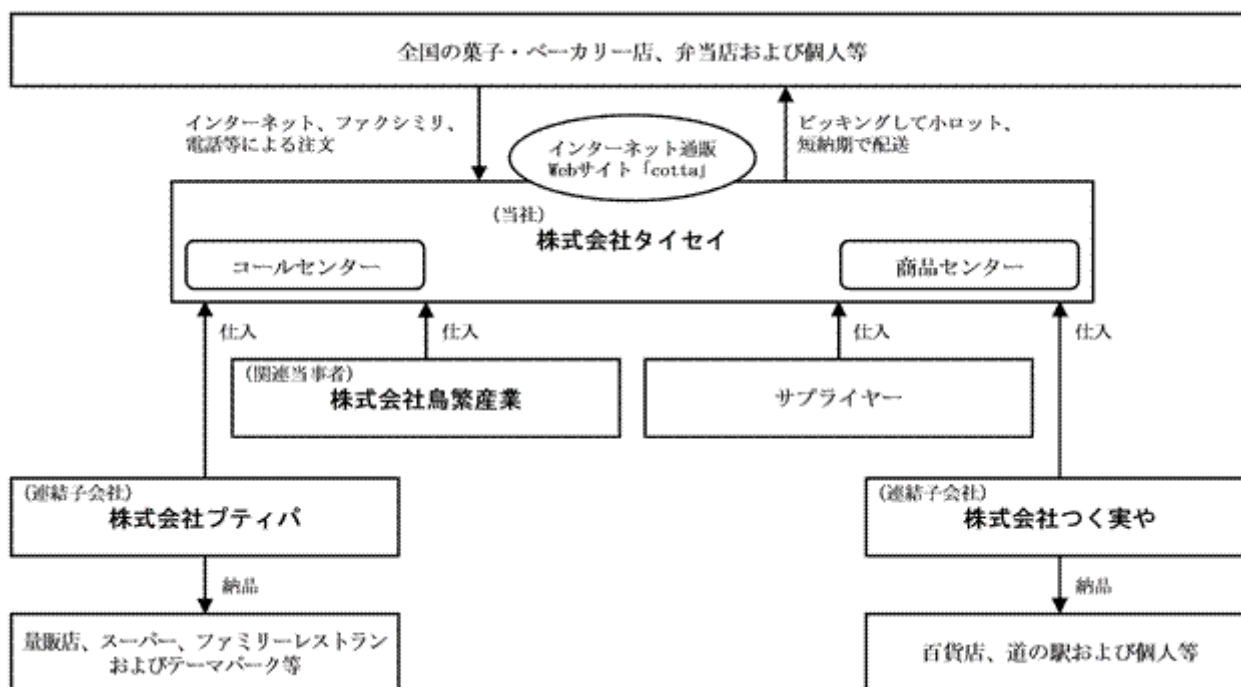 全国の菓子・ベーカリー店、弁当店および個人等
インターネット、ファクシミリ、
電話等による注文
ピッキングして小ロット、
短納期で配送
インターネット通販
Webサイト「cotta」
(当社)
株式会社タイセイ
コールセンター
商品センター
仕入
仕入
仕入
仕入
(関連当事者)
株式会社鳥繁産業
サプライヤー
(連結子会社)
株式会社プティパ
(連結子会社)
株式会社つく実や
納品
納品
量販店、スーパー、ファミリーレストラン
およびテーマパーク等
百貨店、道の駅および個人等